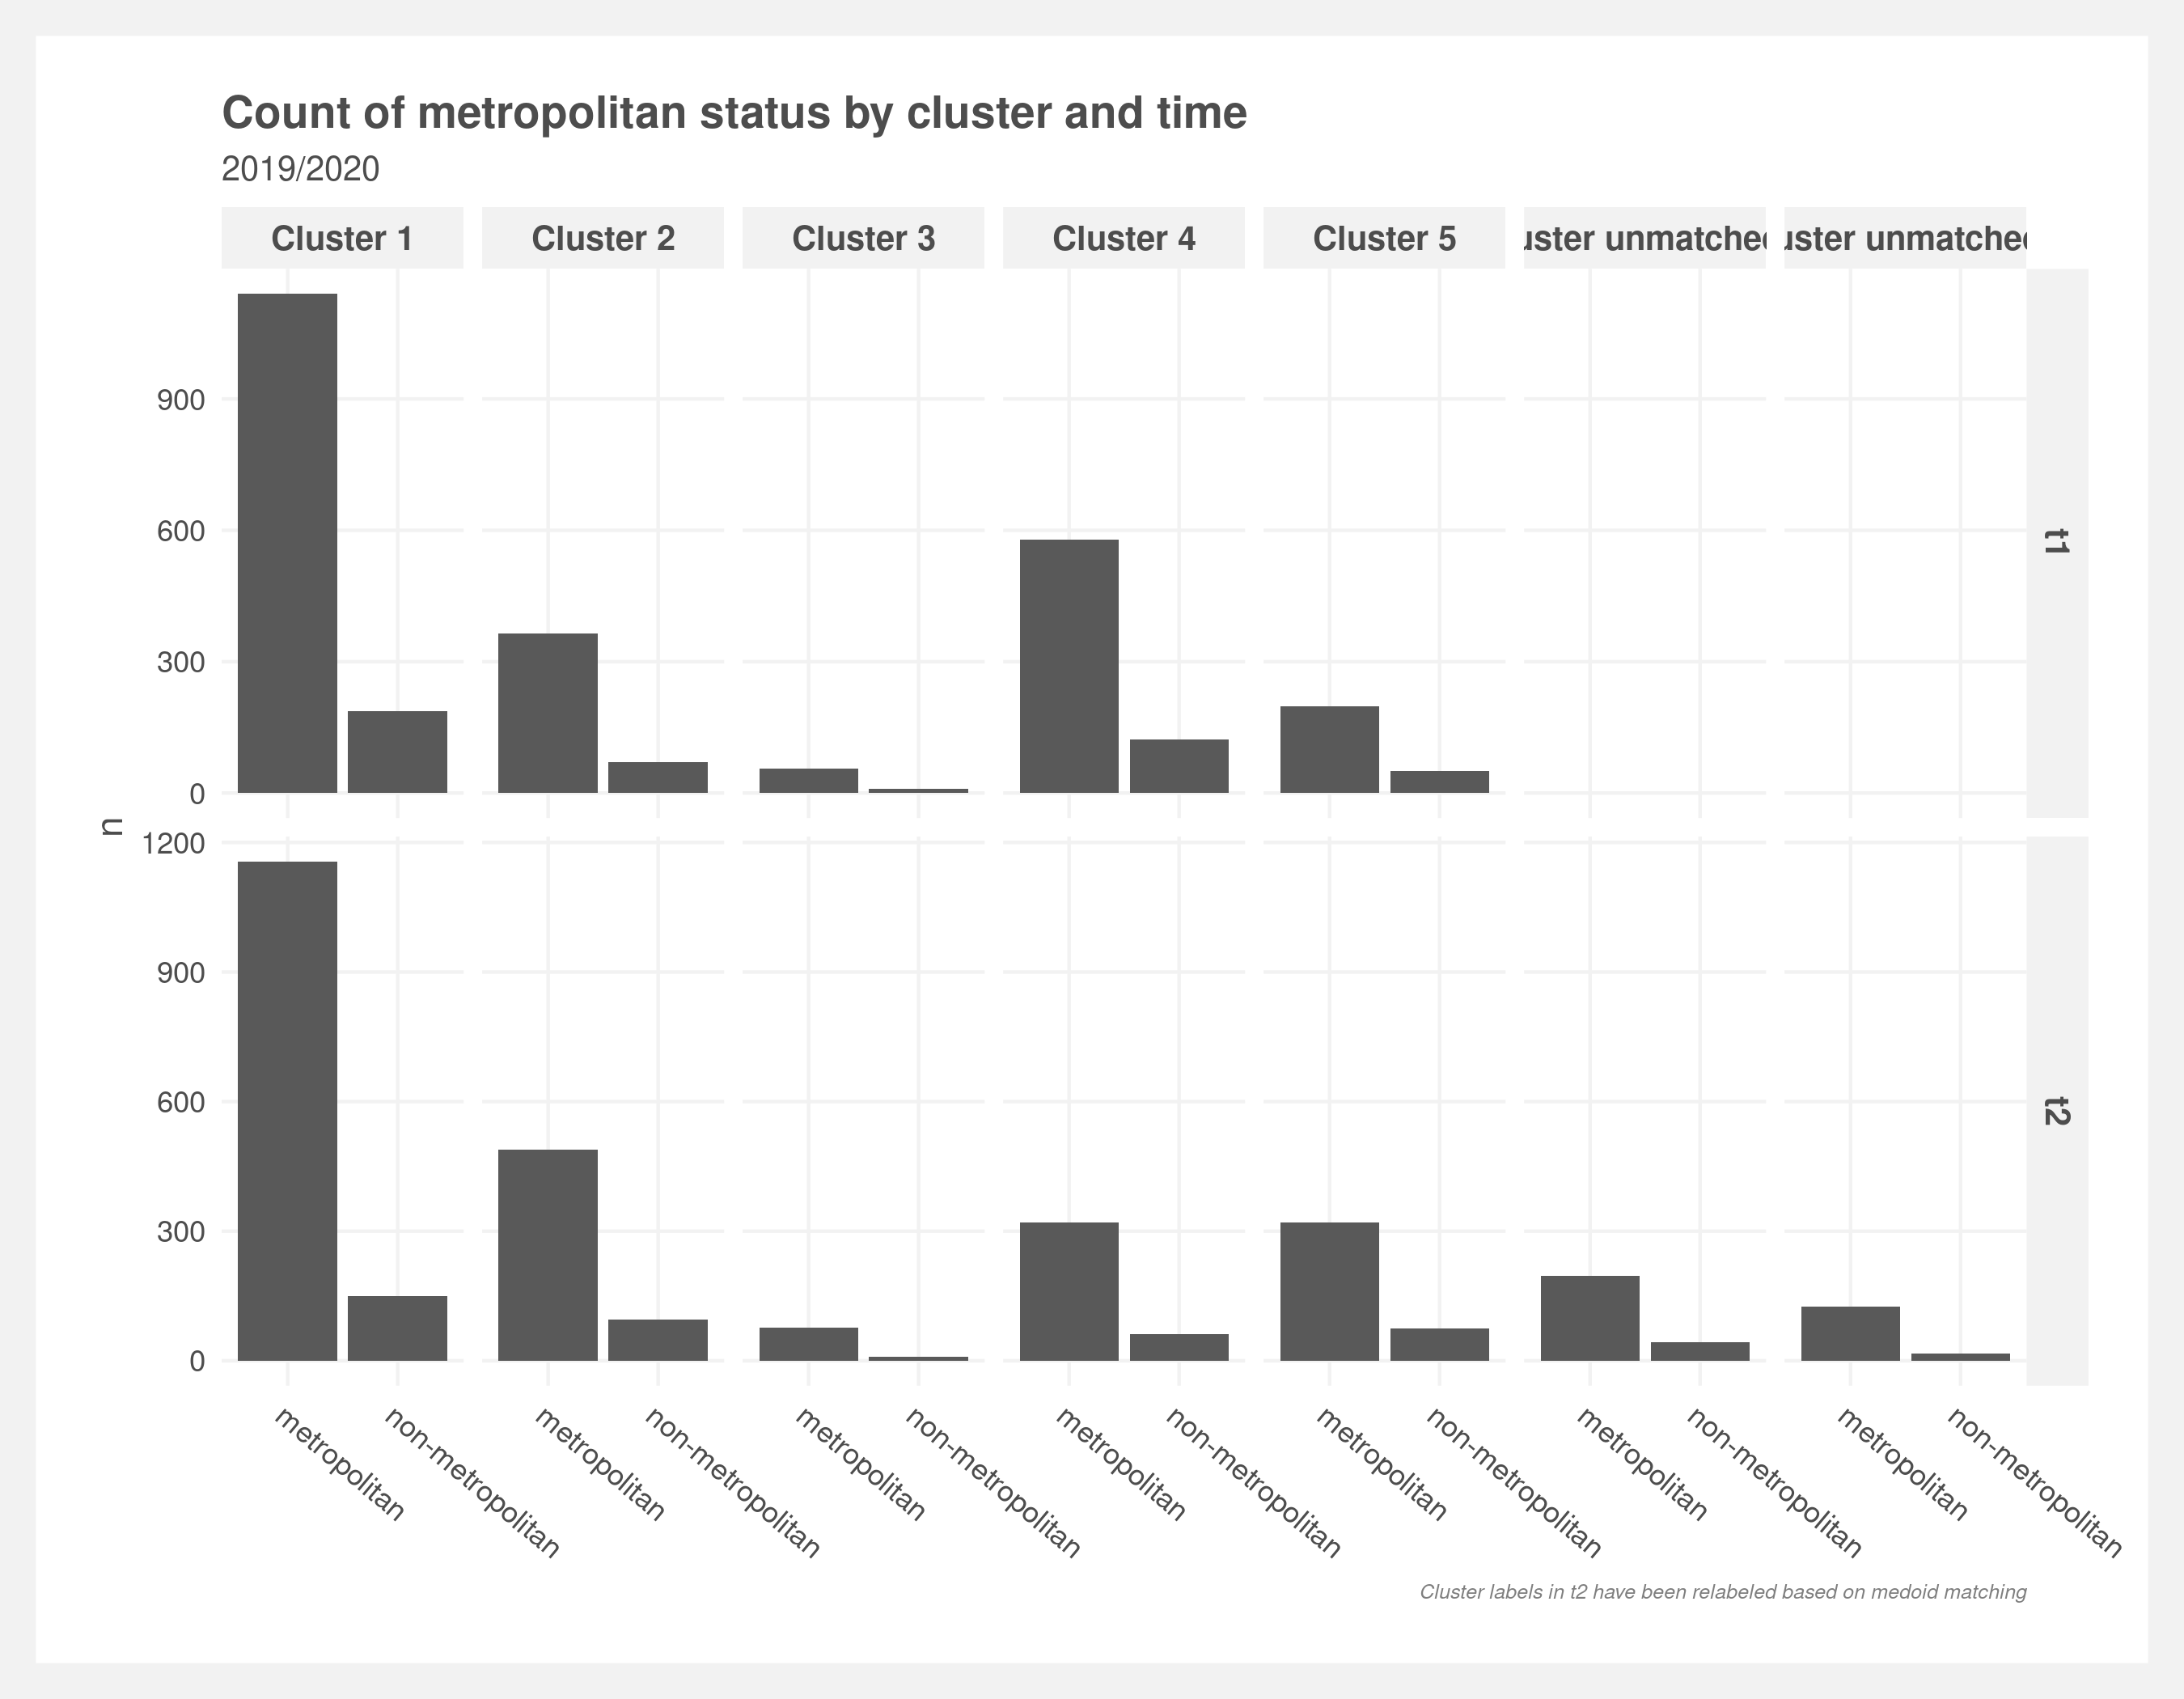 Count of metropolitan status by cluster and time
2019/2020
Cluster 1 Cluster 2 Cluster 3 Cluster 4 Cluster 5 uster unmatched uster unmatched
900
600
300
0
t1
n
1200
900
600
300
0
t2
metropolitan non-metropolitan metropolitan non-metropolitan metropolitan non-metropolitan metropolitan non-metropolitan metropolitan non-metropolitan metropolitan non-metropolitan metropolitan non-metropolitan
Cluster labels in t2 have been relabeled based on medoid matching